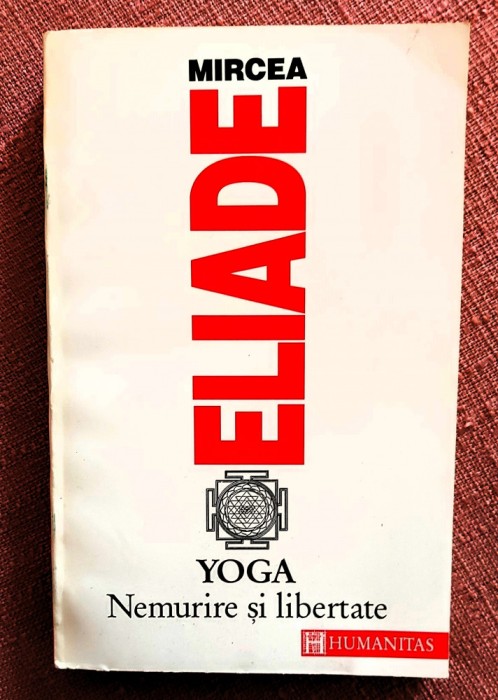 MIRCEA
ELIADE
YOGA
Nemurire și libertate
HUMANITAS